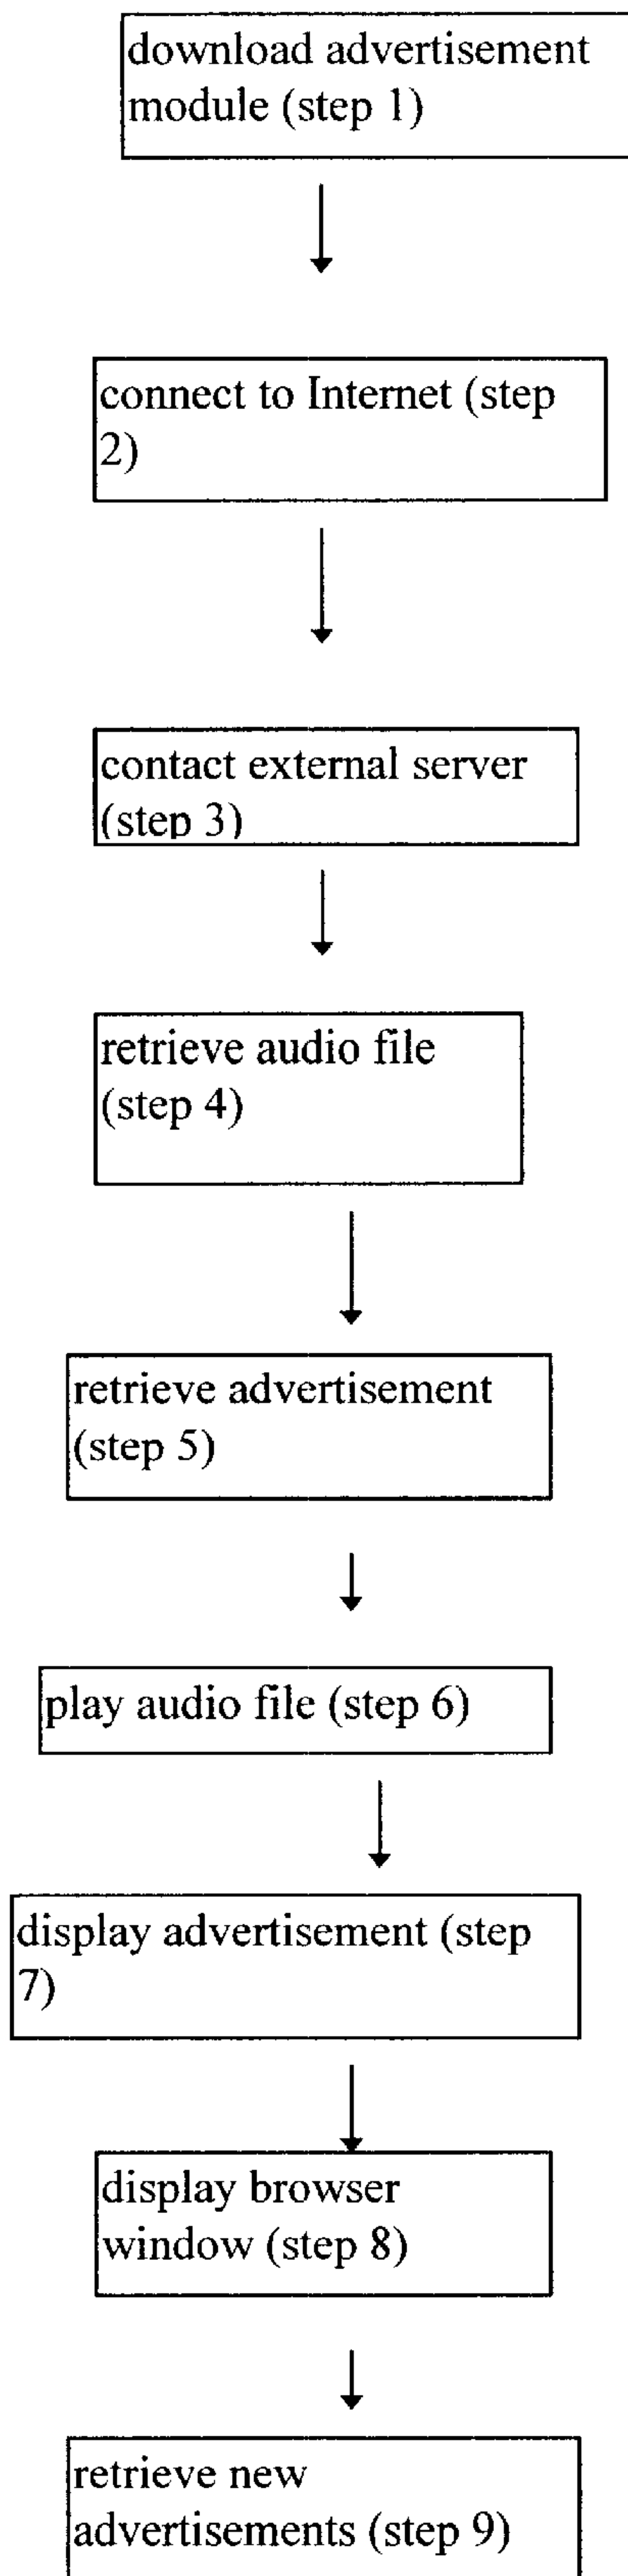 download advertisement
module (step 1)
connect to Internet (step
2)
contact external server
(step 3)
retrieve audio file
(step 4)
retrieve advertisement
(step 5)
play audio file (step 6)
display advertisement (step
7)
display browser
window (step 8)
retrieve new
advertisements (step 9)